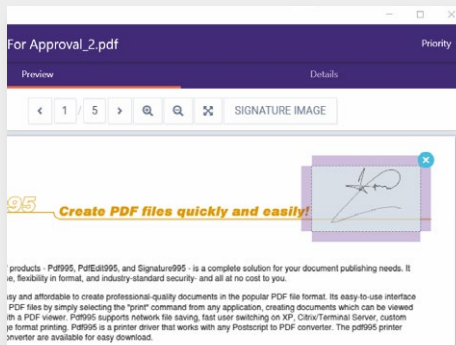 For Approval_2.pdf
Priority
Preview
Details
1 / 5
SIGNATURE IMAGE
95
Create PDF files quickly and easily!
products - Pdf995, PdfEdit995, and Signature995 - is a complete solution for your document publishing needs. It
flexibility in format, and industry-standard security- and all at no cost to you.
asy and affordable to create professional-quality documents in the popular PDF file format. Its easy-to-use interface
PDF files by simply selecting the "print" command from any application, creating documents which can be viewed
with a PDF viewer. Pdf995 supports network file saving, fast user switching on XP, Citrix/Terminal Server, custom
format printing. Pdf995 is a printer driver that works with any Postscript to PDF converter. The pdf995 printer
converter are available for easy download.